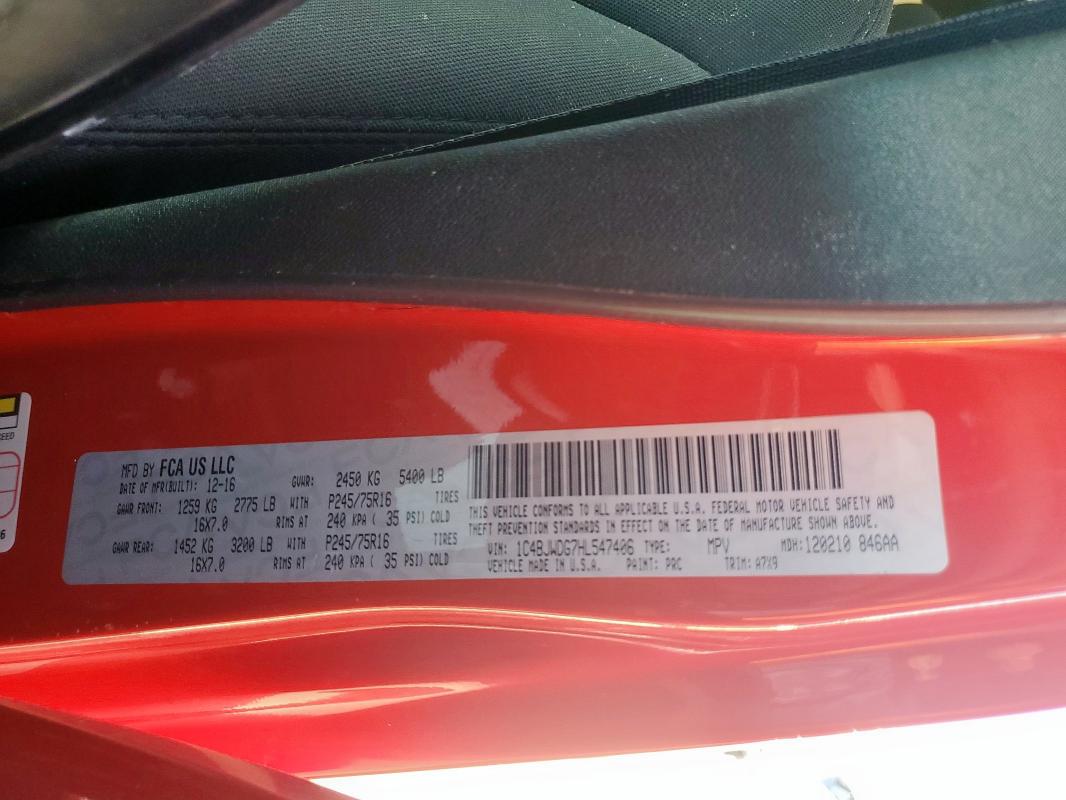 MFD BY FCA US LLC
DATE OF MFR(BUILT): 12-16 GVWR: 2450 KG 5400 LB
GAWR FRONT: 1259 KG 2775 LB WITH P245/75R16 TIRES
16X7.0 RIMS AT 240 KPA ( 35 PSI) COLD
GAWR REAR: 1452 KG 3200 LB WITH P245/75R16 TIRES
16X7.0 RIMS AT 240 KPA ( 35 PSI) COLD
THIS VEHICLE CONFORMS TO ALL APPLICABLE U.S.A. FEDERAL MOTOR VEHICLE SAFETY AND
THEFT PREVENTION STANDARDS IN EFFECT ON THE DATE OF MANUFACTURE SHOWN ABOVE.
VIN: 1C4BJWDG7HL547406 TYPE: MPV MDH: 120210 846AA
VEHICLE MADE IN U.S.A. PAINT: PRC TRIM: A7X9